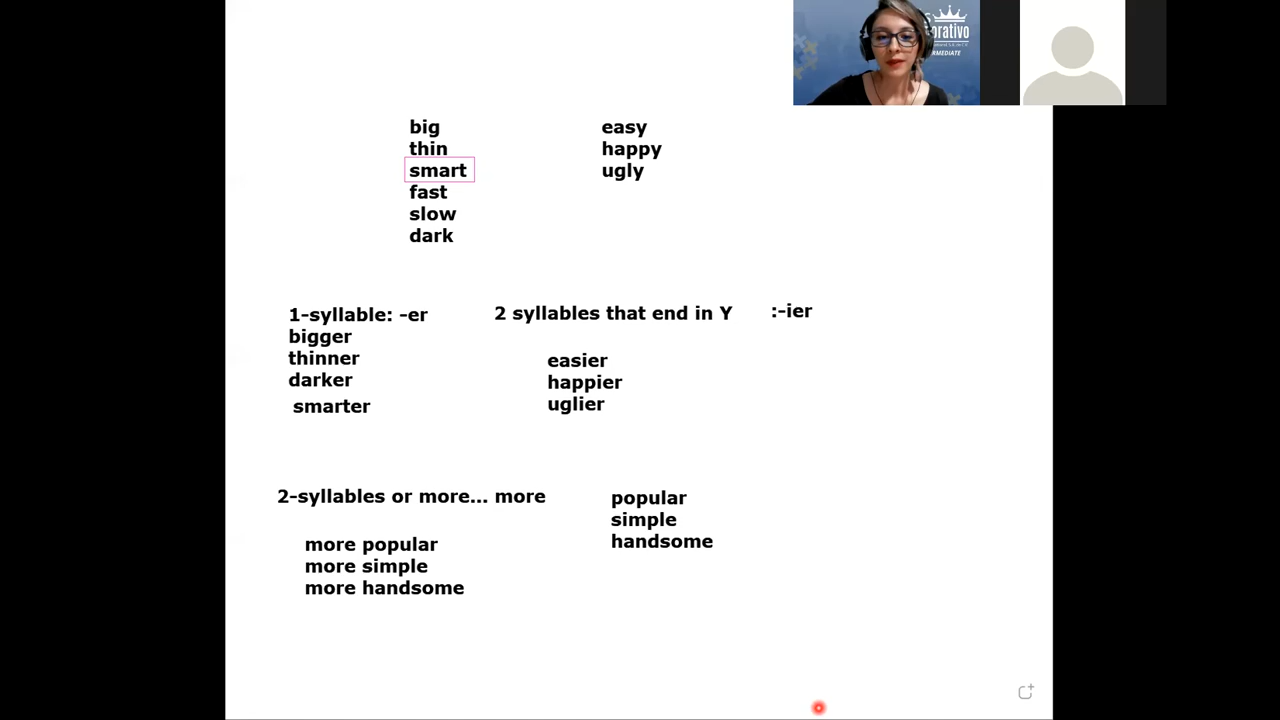 orativo
ERMEDIATE
big
thin
smart
fast
slow
dark
easy
happy
ugly
1-syllable: -er
bigger
thinner
darker
smarter
2 syllables that end in Y :-ier
easier
happier
uglier
2-syllables or more... more
more popular
more simple
more handsome
popular
simple
handsome